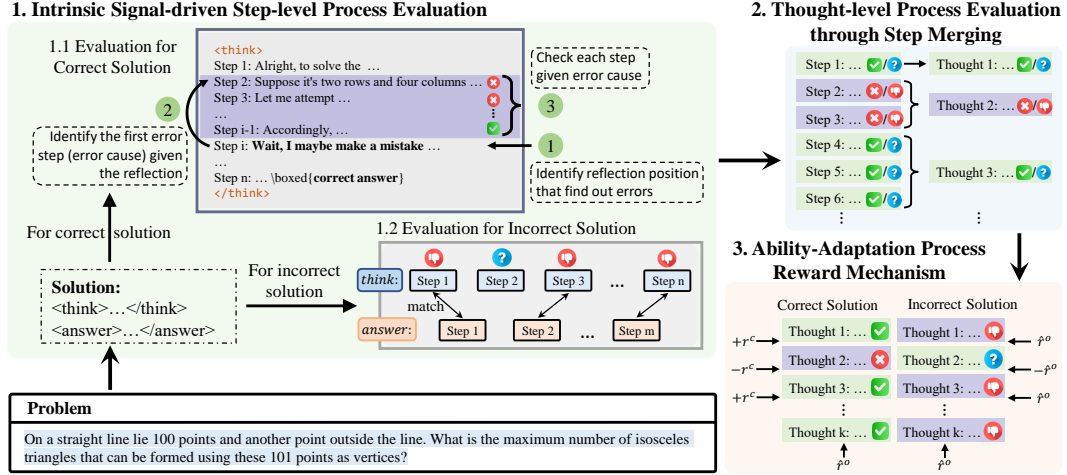 1. Intrinsic Signal-driven Step-level Process Evaluation
1.1 Evaluation for
Correct Solution
<think>
Step 1: Alright, to solve the …
Step 2: Suppose it's two rows and four columns …
Step 3: Let me attempt …
…
Step i-1: Accordingly, …
Step i: Wait, I maybe make a mistake …
…
Step n: … \boxed{correct answer}
</think>
Check each step
given error cause
3
2
1
Identify the first error
step (error cause) given
the reflection
Identify reflection position
that find out errors
For correct solution
Solution:
<think>…</think>
<answer>…</answer>
For incorrect
solution
1.2 Evaluation for Incorrect Solution
think:
Step 1
Step 2
Step 3
...
Step n
match
answer:
Step 1
Step 2
...
Step m
Problem
On a straight line lie 100 points and another point outside the line. What is the maximum number of isosceles
triangles that can be formed using these 101 points as vertices?
2. Thought-level Process Evaluation
through Step Merging
Step 1: … ✅/?
Thought 1: … ✅/?
Step 2: … /
Step 3: … /
Thought 2: … /
Step 4: … ✅/?
Step 5: … ✅/?
Step 6: … ✅/?
Thought 3: … ✅/?
⋮
⋮
3. Ability-Adaptation Process
Reward Mechanism
Correct Solution
Incorrect Solution
+r^c
Thought 1: …
Thought 1: …
r̂^o
−r^c
Thought 2: …
Thought 2: … ?
−r̂^o
+r^c
Thought 3: …
Thought 3: …
r̂^o
⋮
⋮
Thought k: …
Thought k: …
r̂^o
r̂^o